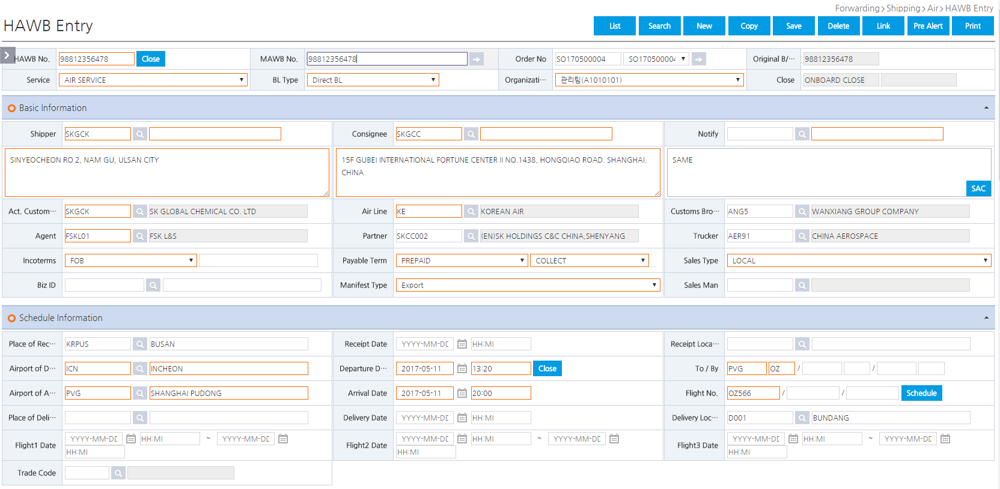 Forwarding > Shipping > Air > HAWB Entry
HAWB Entry
List Search New Copy Save Delete Link Pre Alert Print
HAWB No. 98812356478 Close MAWB No. 98812356478 Order No SO170500004 SO170500004 Original B/··· 98812356478
Service AIR SERVICE BL Type Direct BL Organizati··· 관리팀(A1010101) Close ONBOARD CLOSE
Basic Information
Shipper SKGCK Consignee SKGCC Notify
SINYEOCHEON RO 2, NAM GU, ULSAN CITY
15F GUBEI INTERNATIONAL FORTUNE CENTER II NO.1438, HONGQIAO ROAD. SHANGHAI.
CHINA
SAME
SAC
Act. Custom··· SKGCK SK GLOBAL CHEMICAL CO. LTD Air Line KE KOREAN AIR Customs Bro··· ANG5 WANXIANG GROUP COMPANY
Agent FSKL01 FSK L&S Partner SKCC002 (EN)SK HOLDINGS C&C CHINA,SHENYANG Trucker AER91 CHINA AEROSPACE
Incoterms FOB Payable Term PREPAID COLLECT Sales Type LOCAL
Biz ID Manifest Type Export Sales Man
Schedule Information
Place of Rec··· KRPUS BUSAN Receipt Date YYYY-MM-DD HH:MI Receipt Loca···
Airport of D··· ICN INCHEON Departure D··· 2017-05-11 13:20 Close To / By PVG OZ / /
Airport of A··· PVG SHANGHAI PUDONG Arrival Date 2017-05-11 20:00 Flight No. OZ566 / / Schedule
Place of Deli··· Delivery Date YYYY-MM-DD HH:MI Delivery Loc··· D001 BUNDANG
Flight1 Date YYYY-MM-DD HH:MI ~ YYYY-MM-DD HH:MI Flight2 Date YYYY-MM-DD HH:MI ~ YYYY-MM-DD HH:MI Flight3 Date YYYY-MM-DD HH:MI ~ YYYY-MM-DD HH:MI
Trade Code